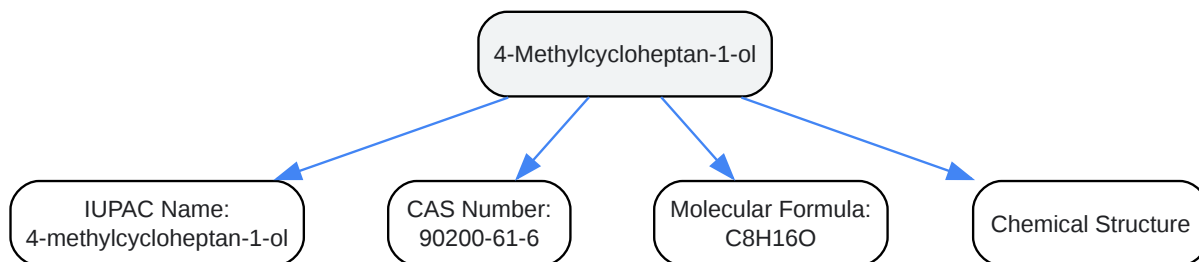 4-Methylcycloheptan-1-ol
IUPAC Name:
4-methylcycloheptan-1-ol
CAS Number:
90200-61-6
Molecular Formula:
C8H16O
Chemical Structure